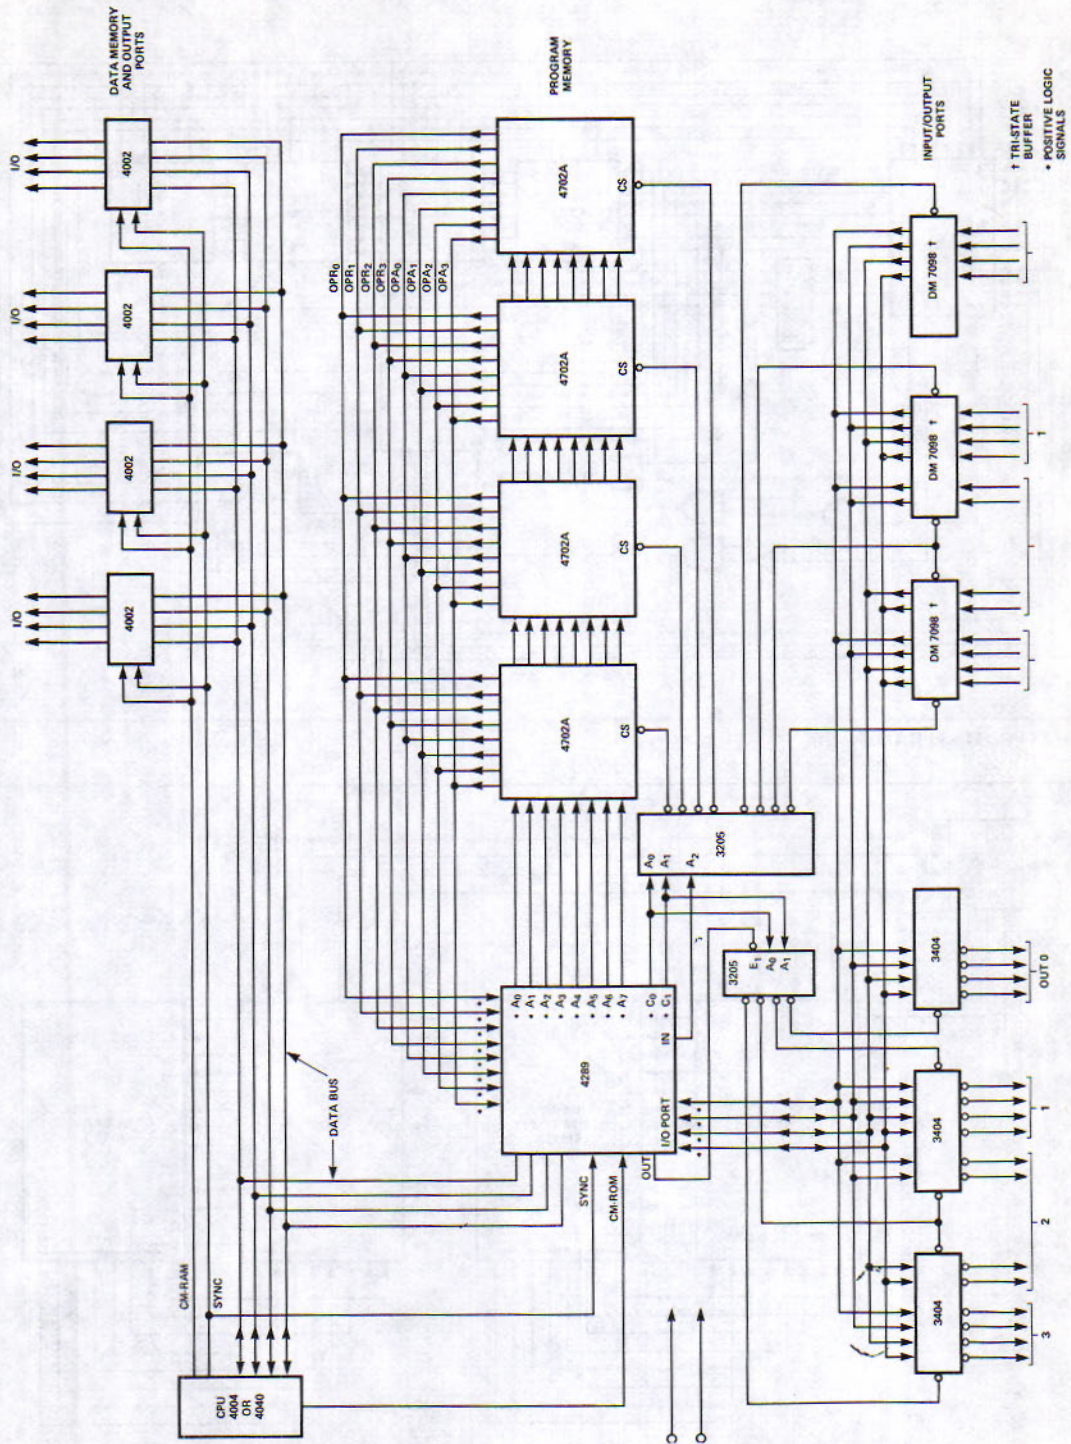 DATA MEMORY
AND OUTPUT
PORTS
I/O
I/O
I/O
I/O
4002
4002
4002
4002
CM-RAM
SYNC
CPU
4004
OR
4040
DATA BUS
PROGRAM
MEMORY
OPR0
OPR1
OPR2
OPR3
OPA0
OPA1
OPA2
OPA3
4702A
CS
4702A
CS
4702A
CS
4702A
CS
4289
* * * * * * * *
* A0
* A1
* A2
* A3
* A4
* A5
* A6
* A7
* C0
* C1
IN
I/O PORT
* * * *
OUT
SYNC
CM-ROM
3205
A0
A1
A2
3205
E1
A0
A1
INPUT/OUTPUT
PORTS
DM 7098 †
DM 7098 †
DM 7098 †
† TRI-STATE
BUFFER
* POSITIVE LOGIC
SIGNALS
3404
3404
3404
OUT 0
1
2
3